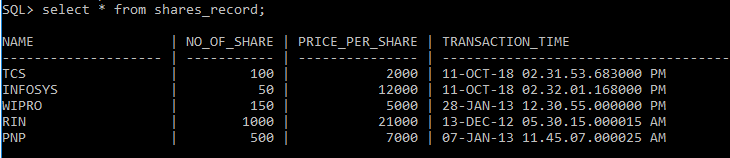 SQL> select * from shares_record;
NAME | NO_OF_SHARE | PRICE_PER_SHARE | TRANSACTION_TIME
-------------------- | ----------- | --------------- | ------------------------------
TCS | 100 | 2000 | 11-OCT-18 02.31.53.683000 PM
INFOSYS | 50 | 12000 | 11-OCT-18 02.32.01.168000 PM
WIPRO | 150 | 5000 | 28-JAN-13 12.30.55.000000 PM
RIN | 1000 | 21000 | 13-DEC-12 05.30.15.000015 AM
PNP | 500 | 7000 | 07-JAN-13 11.45.07.000025 AM